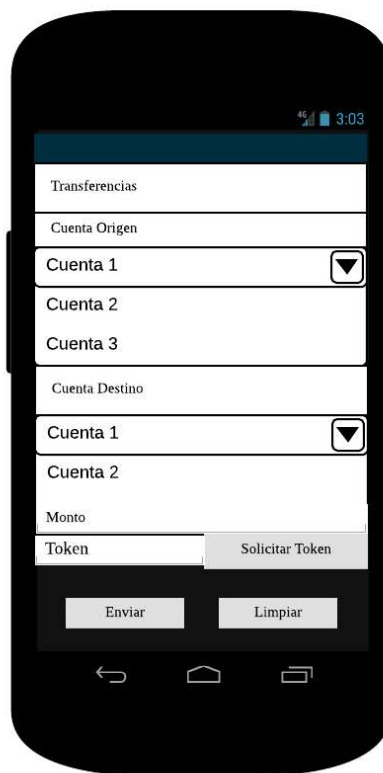 4G 3:03
Transferencias
Cuenta Origen
Cuenta 1
Cuenta 2
Cuenta 3
Cuenta Destino
Cuenta 1
Cuenta 2
Monto
Token Solicitar Token
Enviar Limpiar